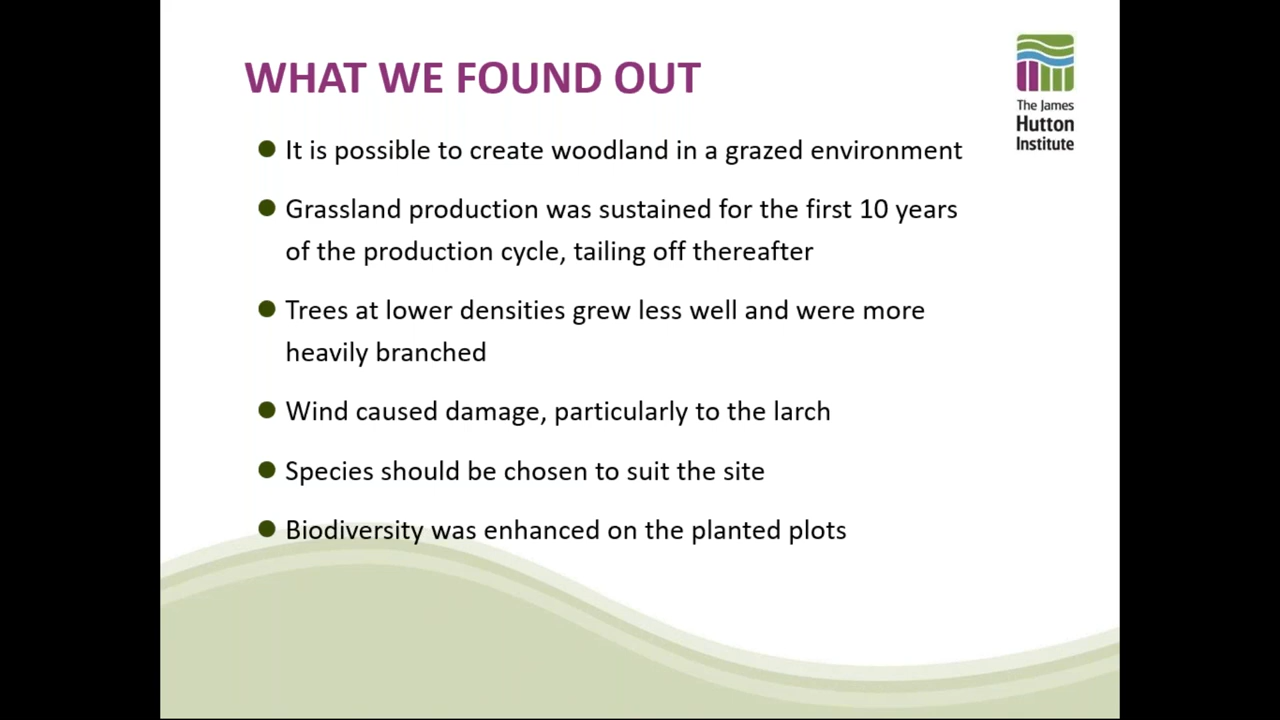 WHAT WE FOUND OUT
The James
Hutton
Institute
It is possible to create woodland in a grazed environment
Grassland production was sustained for the first 10 years
of the production cycle, tailing off thereafter
Trees at lower densities grew less well and were more
heavily branched
Wind caused damage, particularly to the larch
Species should be chosen to suit the site
Biodiversity was enhanced on the planted plots